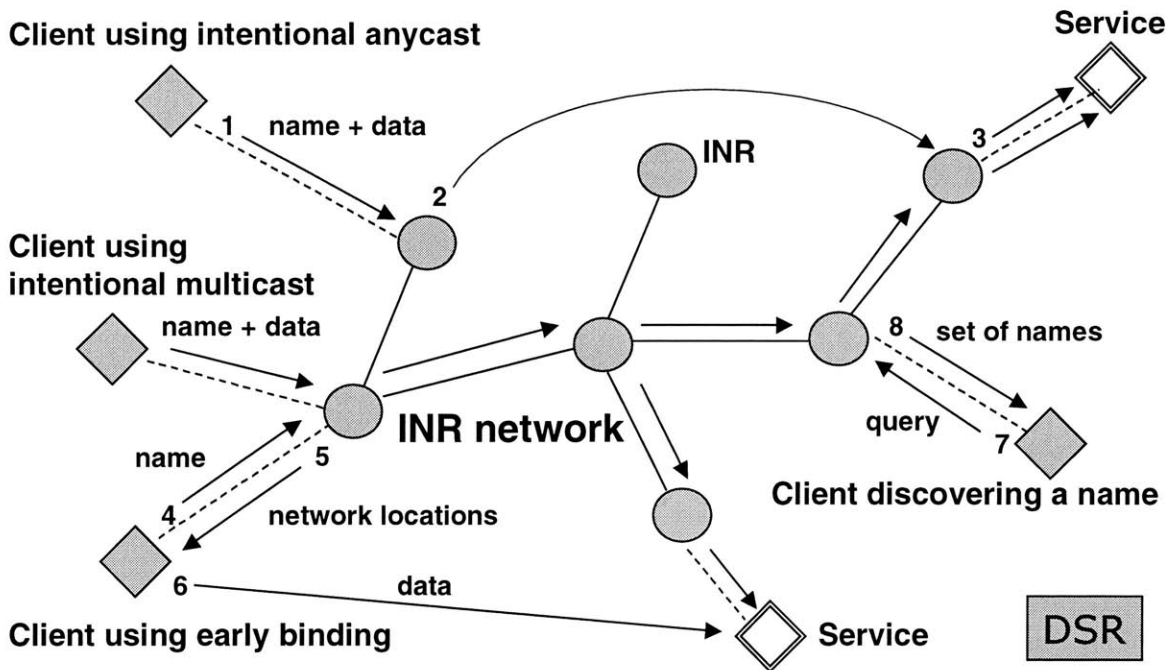 Client using intentional anycast
Service
1
name + data
2
INR
3
Client using
intentional multicast
name + data
8
set of names
INR network
query
7
name
5
4
network locations
Client discovering a name
6
data
Client using early binding
Service
DSR